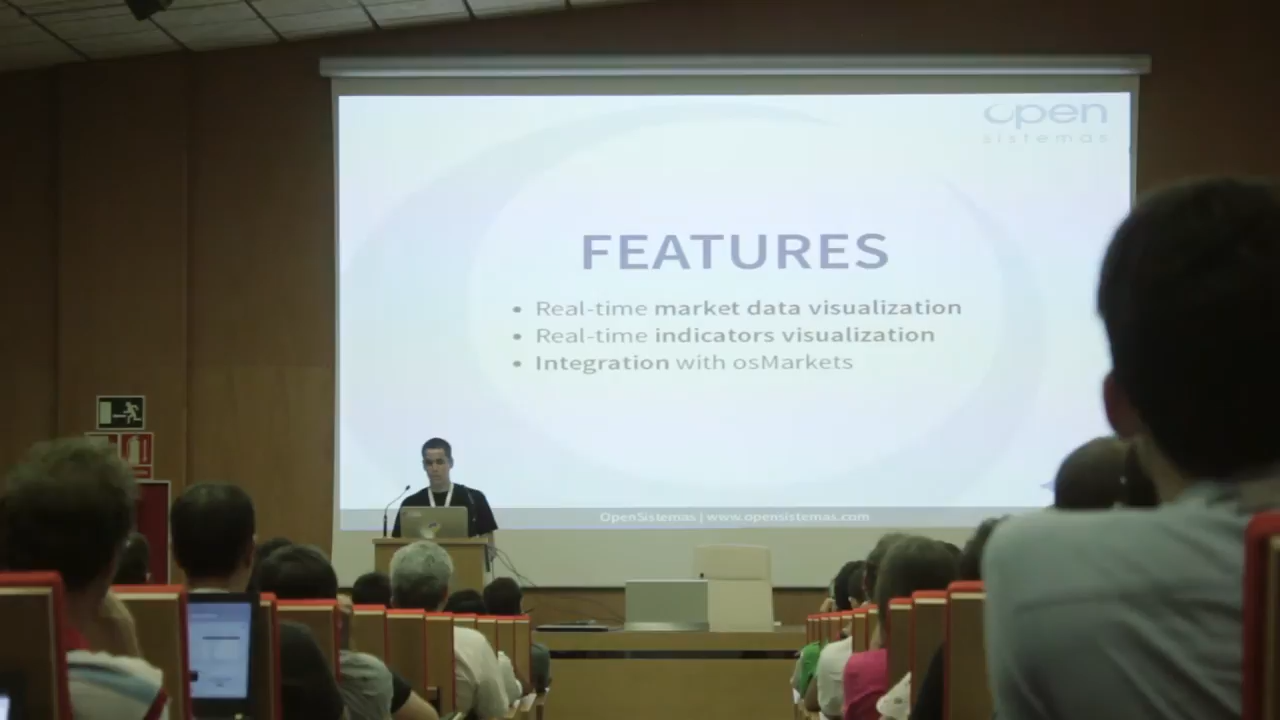 open
sistemas
FEATURES
• Real-time market data visualization
• Real-time indicators visualization
• Integration with osMarkets
OpenSistemas | www.opensistemas.com